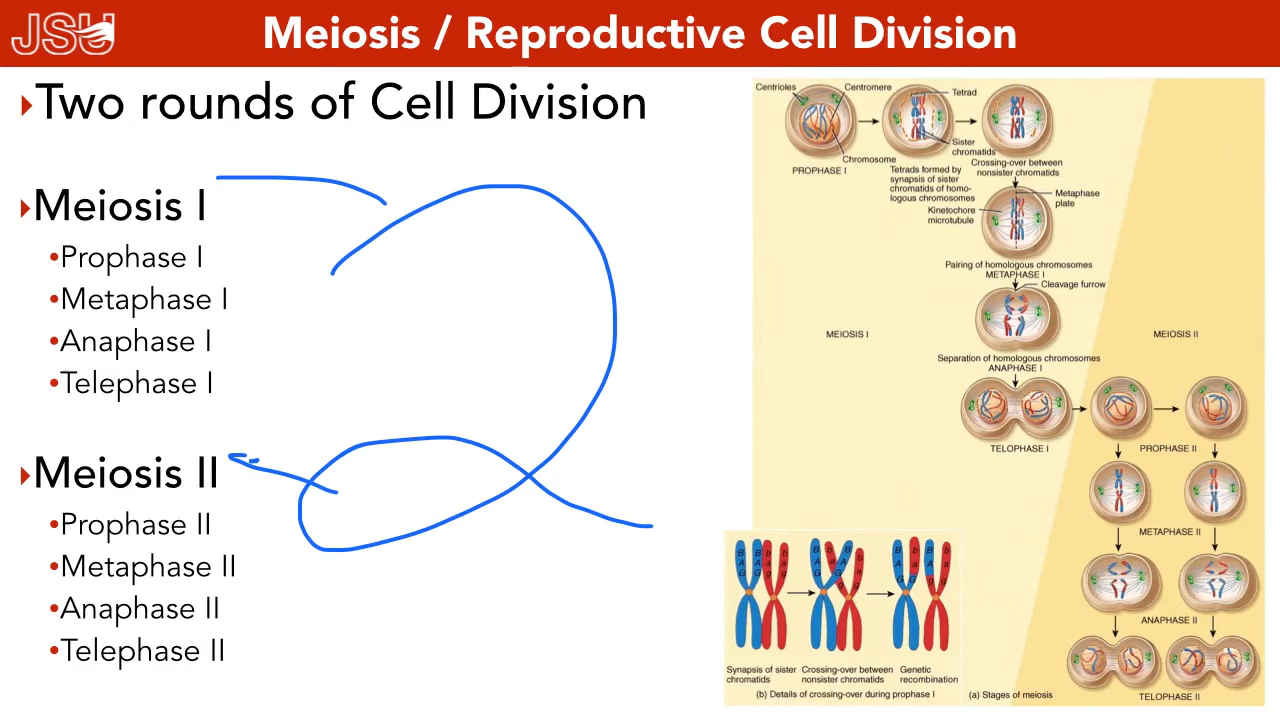 JSU
Meiosis / Reproductive Cell Division
Two rounds of Cell Division
Meiosis I
Prophase I
Metaphase I
Anaphase I
Telephase I
Meiosis II
Prophase II
Metaphase II
Anaphase II
Telephase II
2
Centrioles
Centromere
Tetrad
Sister
chromatids
Chromosome
PROPHASE I
Tetrads formed by
synapsis of sister
chromatids of homo-
logous chromosomes
Crossing-over between
nonsister chromatids
Metaphase
plate
Kinetochore
microtubule
Pairing of homologous chromosomes
METAPHASE I
Cleavage furrow
MEIOSIS I
MEIOSIS II
Separation of homologous chromosomes
ANAPHASE I
TELOPHASE I
PROPHASE II
METAPHASE II
ANAPHASE II
TELOPHASE II
B B b b
A A a a
G G g g
B b B b
A a A a
G g G g
B b B b
A a A a
G G g g
Synapsis of sister
chromatids
Crossing-over between
nonsister chromatids
Genetic
recombination
(b) Details of crossing-over during prophase I
(a) Stages of meiosis